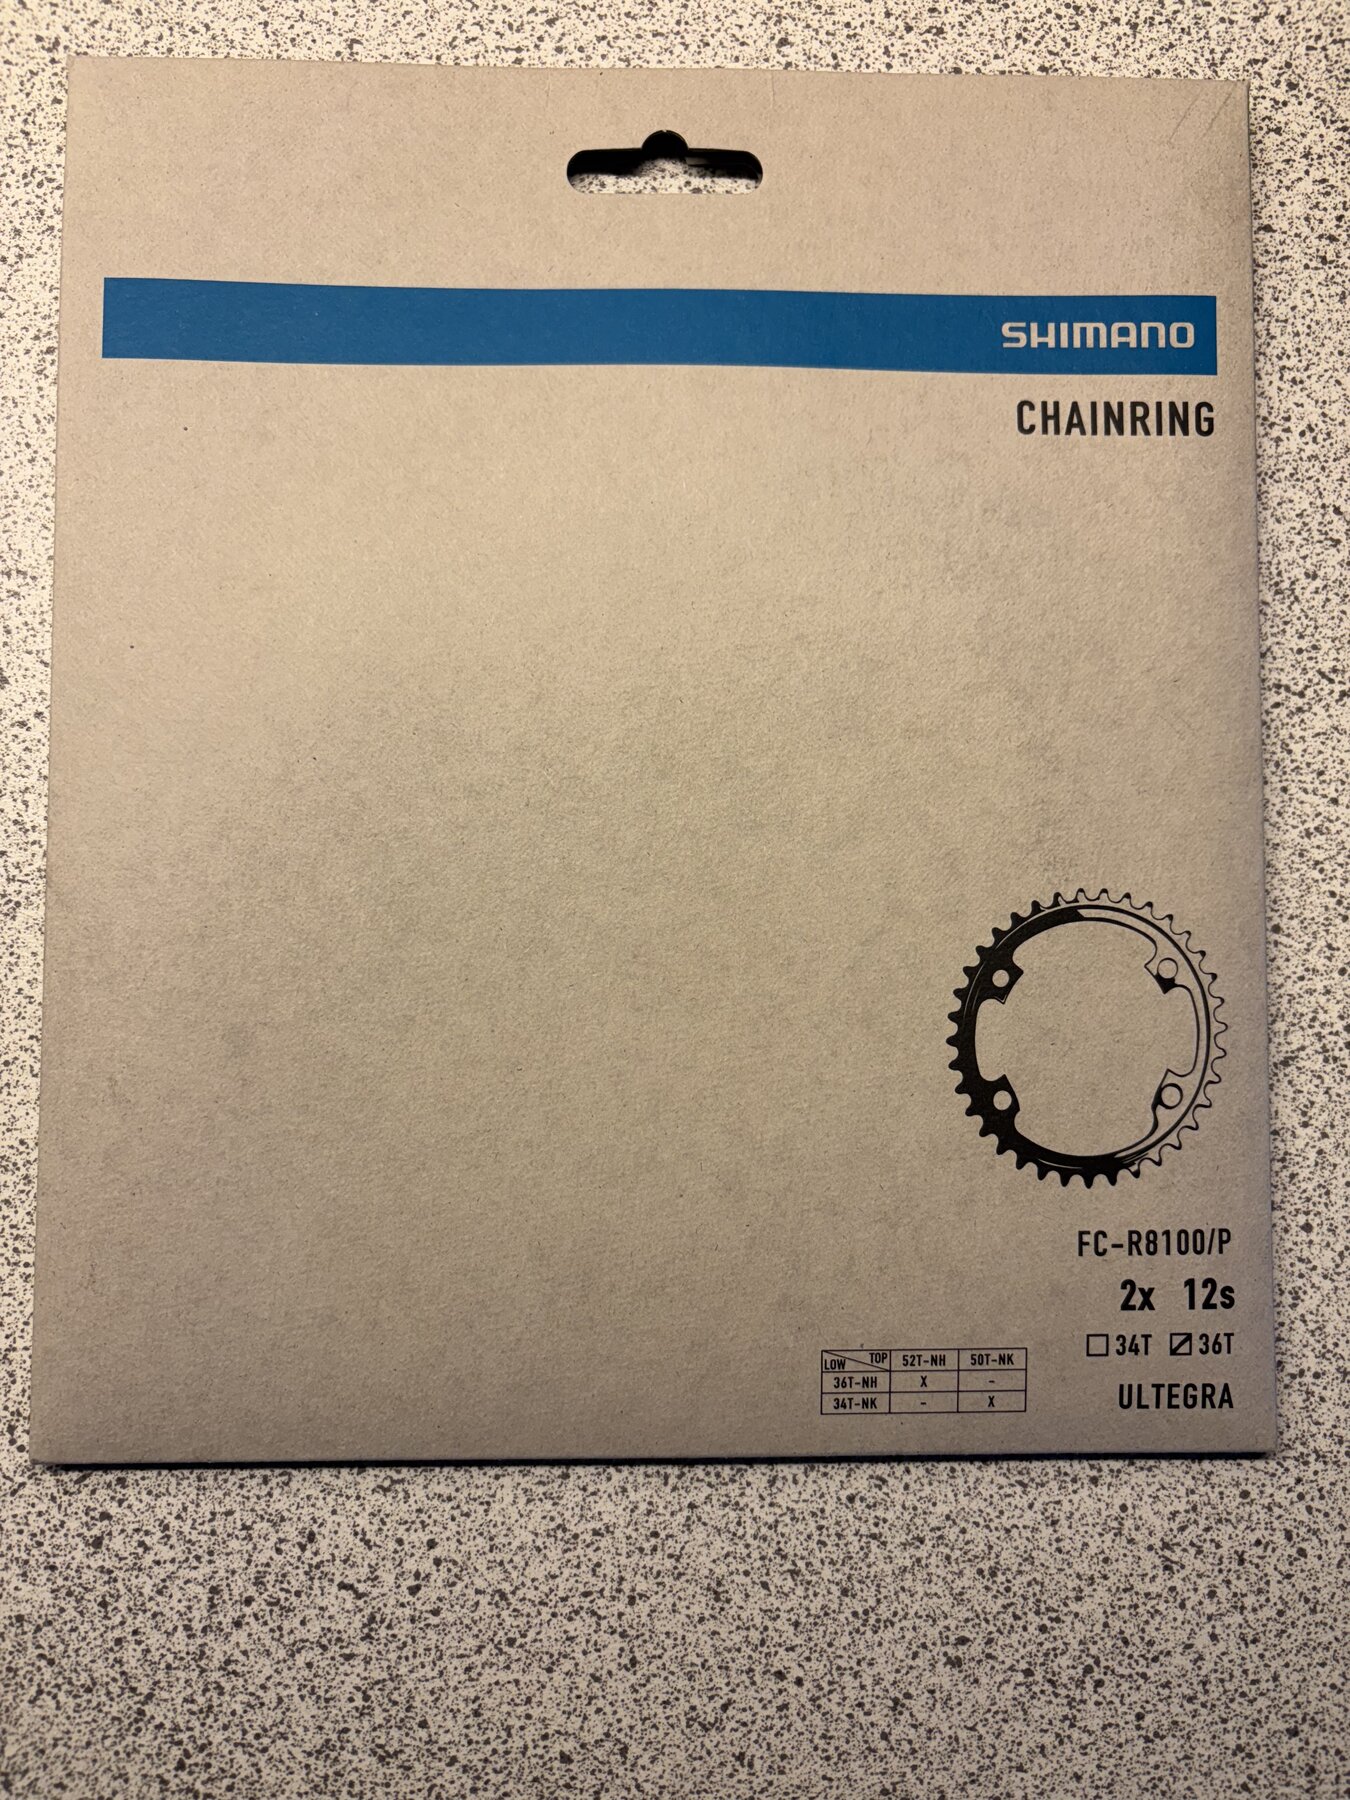 SHIMANO
CHAINRING
FC-R8100/P
2x 12s
34T 36T
ULTEGRA
LOW TOP 52T-NH 50T-NK
36T-NH X -
34T-NK - X